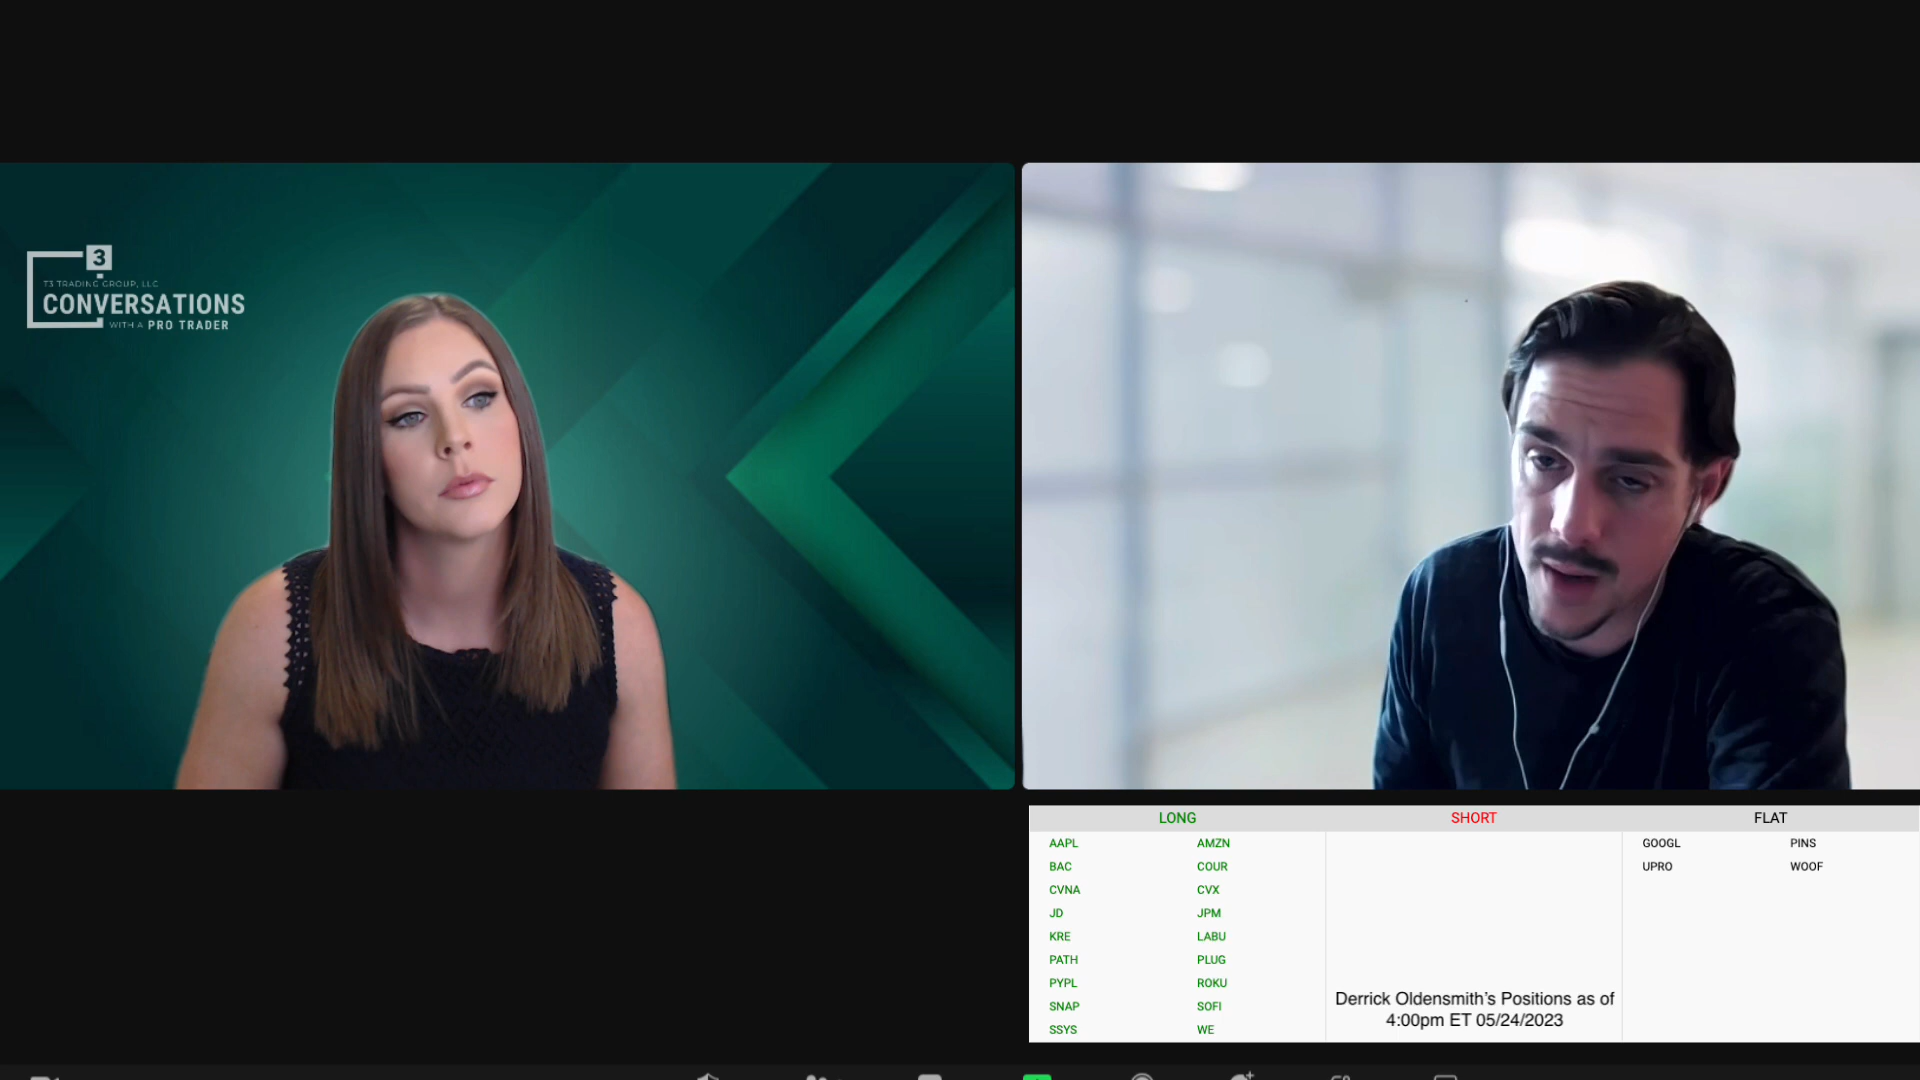 3
T3 TRADING GROUP, LLC
CONVERSATIONS
WITH A PRO TRADER
LONG SHORT FLAT
AAPL AMZN GOOGL PINS
BAC COUR UPRO WOOF
CVNA CVX
JD JPM
KRE LABU
PATH PLUG
PYPL ROKU
SNAP SOFI
SSYS WE
Derrick Oldensmith's Positions as of
4:00pm ET 05/24/2023